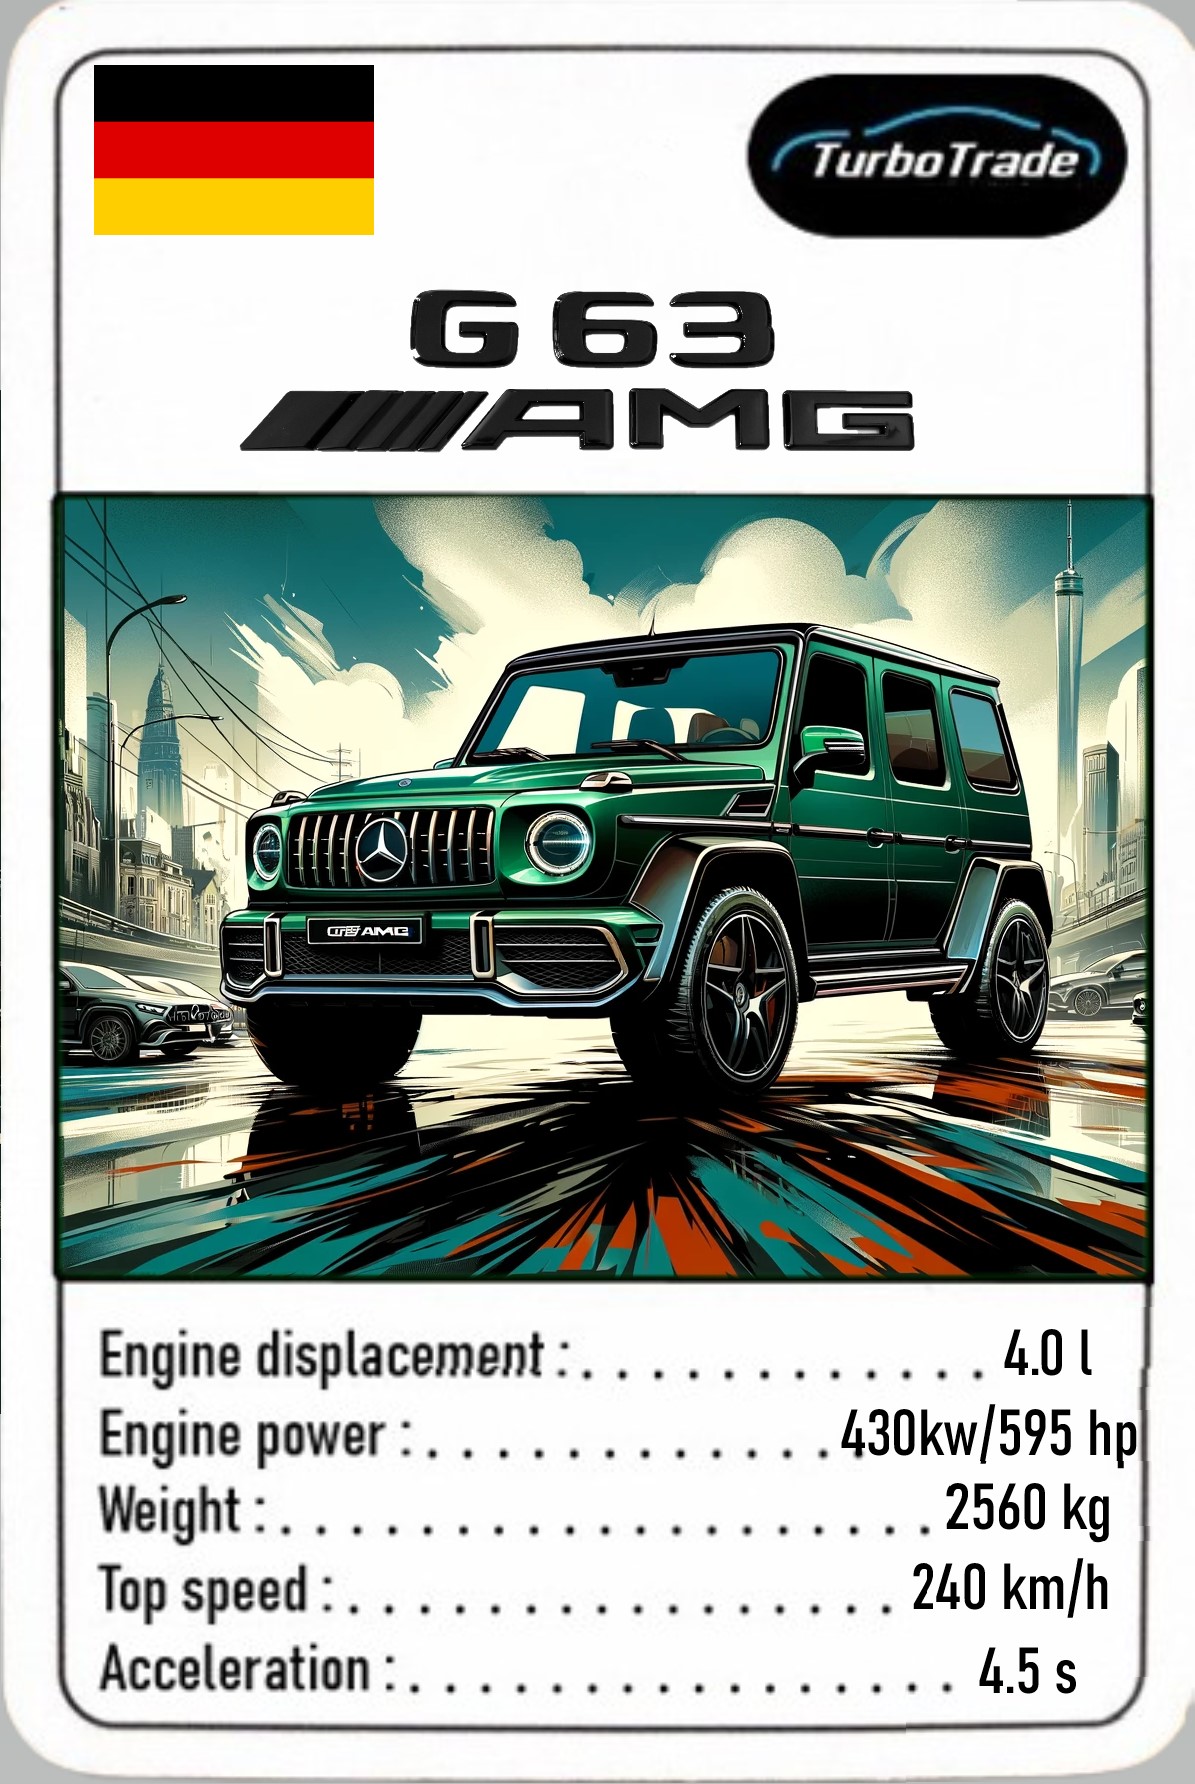 TurboTrade
G 63
AMG
AMG
Engine displacement : . . . . . . . . . . . . 4.0 l
Engine power : . . . . . . . . . . . . . 430kw/595 hp
Weight : . . . . . . . . . . . . . . . . . . . 2560 kg
Top speed : . . . . . . . . . . . . . . . . 240 km/h
Acceleration : . . . . . . . . . . . . . . . . 4.5 s